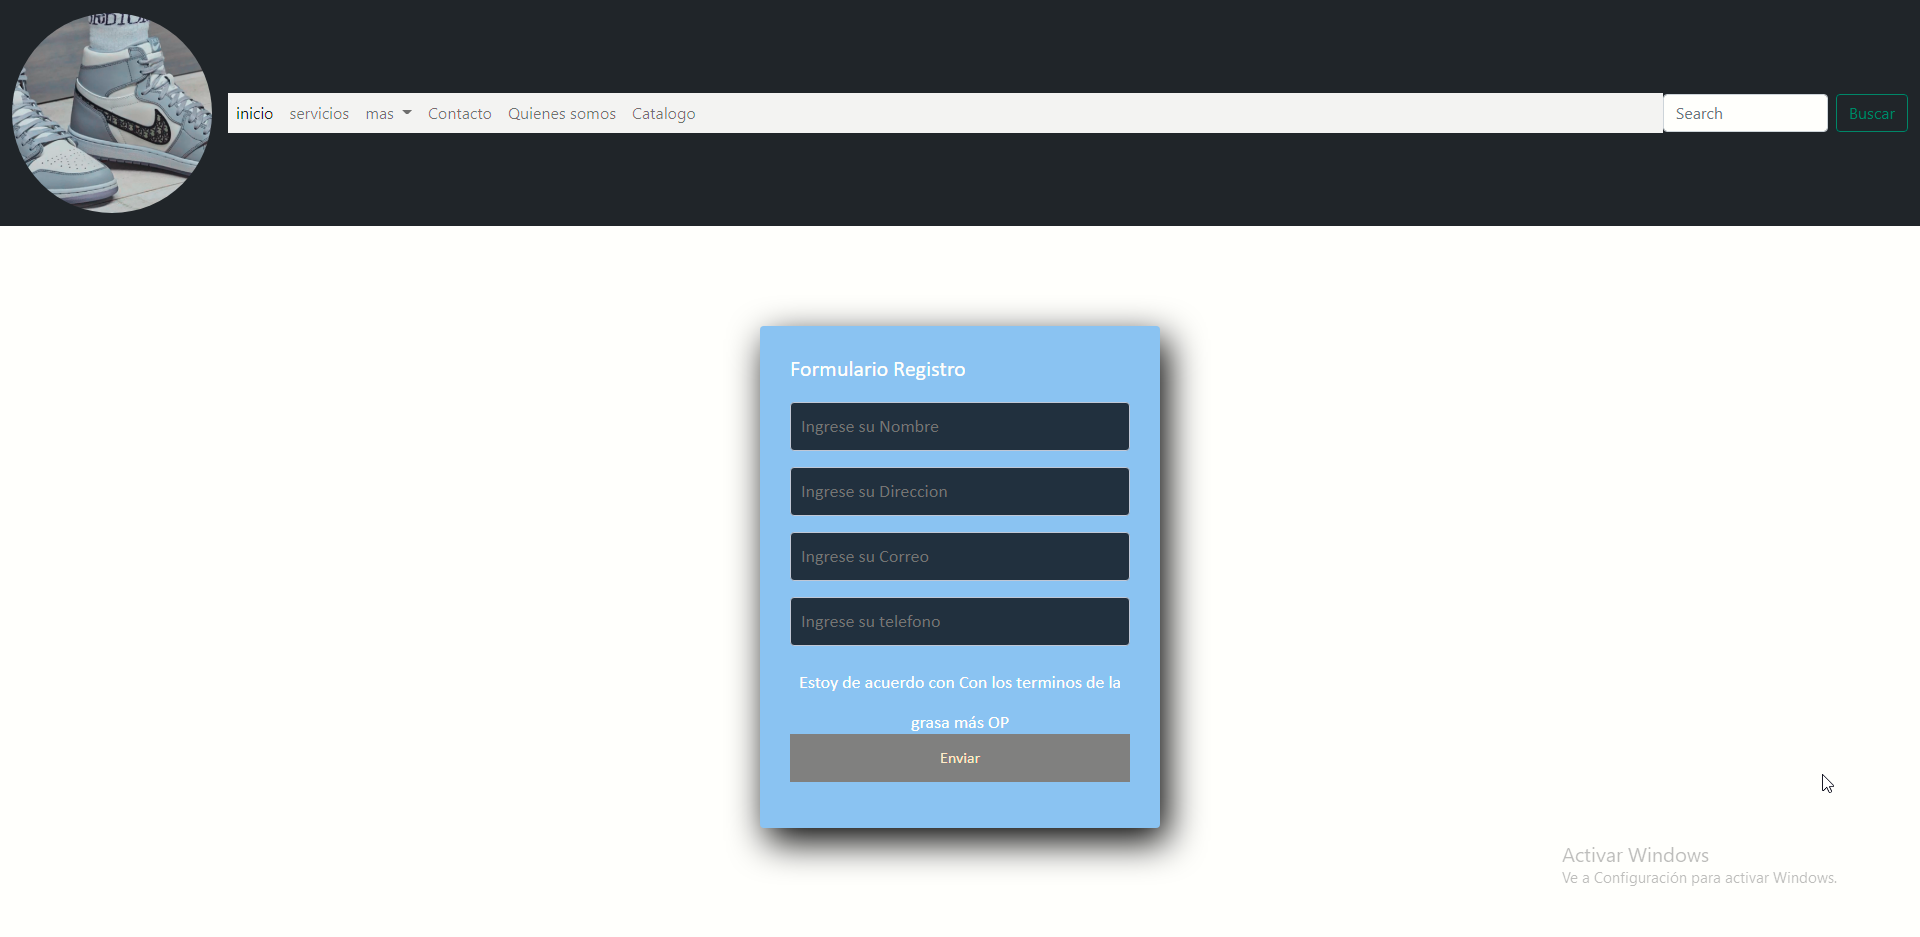 inicio servicios mas Contacto Quienes somos Catalogo Search Buscar
Formulario Registro
Ingrese su Nombre
Ingrese su Direccion
Ingrese su Correo
Ingrese su telefono
Estoy de acuerdo con Con los terminos de la
grasa más OP
Enviar
Activar Windows
Ve a Configuración para activar Windows.